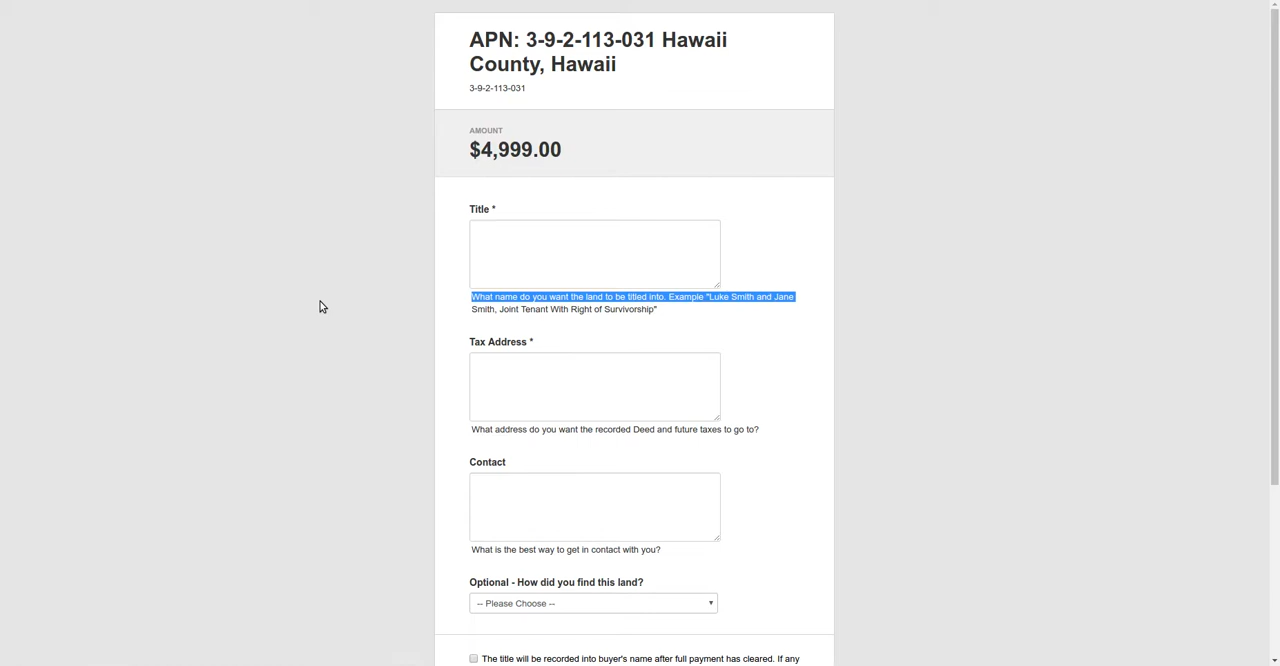 APN: 3-9-2-113-031 Hawaii
County, Hawaii
3-9-2-113-031
AMOUNT
$4,999.00
Title *
What name do you want the land to be titled into. Example "Luke Smith and Jane
Smith, Joint Tenant With Right of Survivorship"
Tax Address *
What address do you want the recorded Deed and future taxes to go to?
Contact
What is the best way to get in contact with you?
Optional - How did you find this land?
-- Please Choose --
The title will be recorded into buyer's name after full payment has cleared. If any